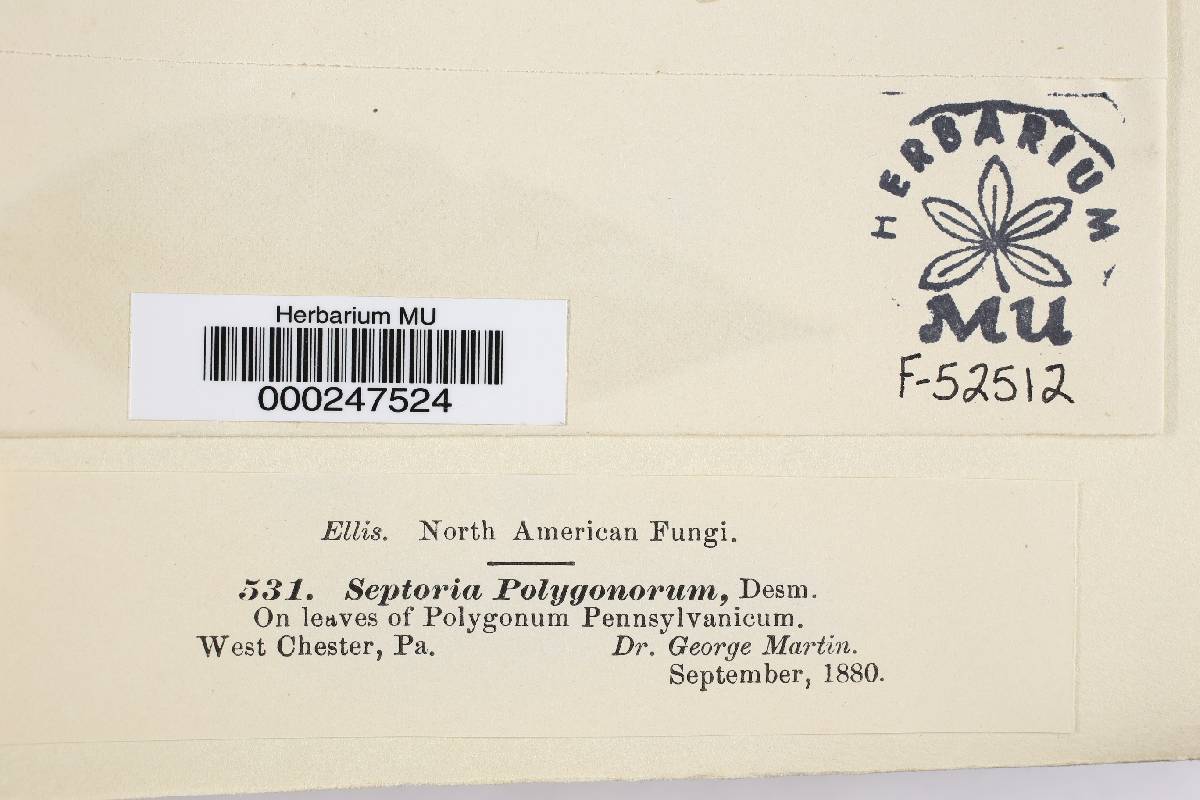 HERBARIUM
MU
F-52512
Herbarium MU
000247524
Ellis. North American Fungi.
531. Septoria Polygonorum, Desm.
On leaves of Polygonum Pennsylvanicum.
West Chester, Pa. Dr. George Martin.
September, 1880.